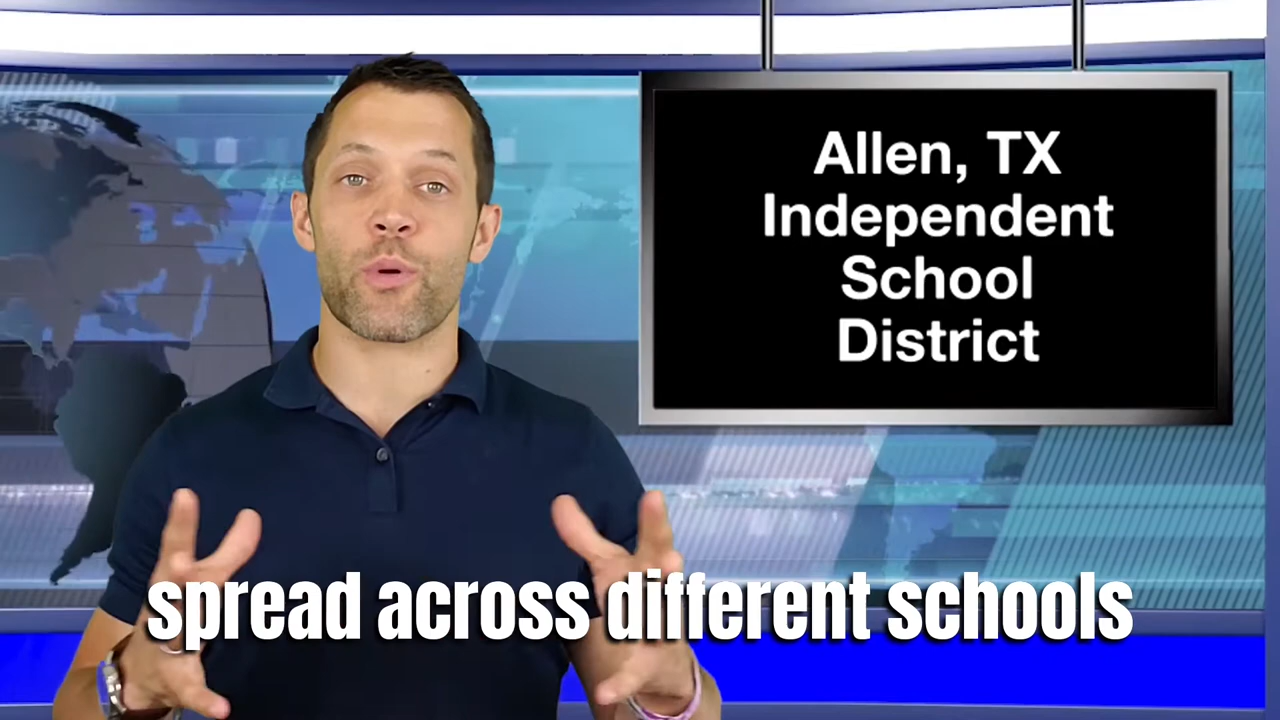 Allen, TX
Independent
School
District
spread across different schools